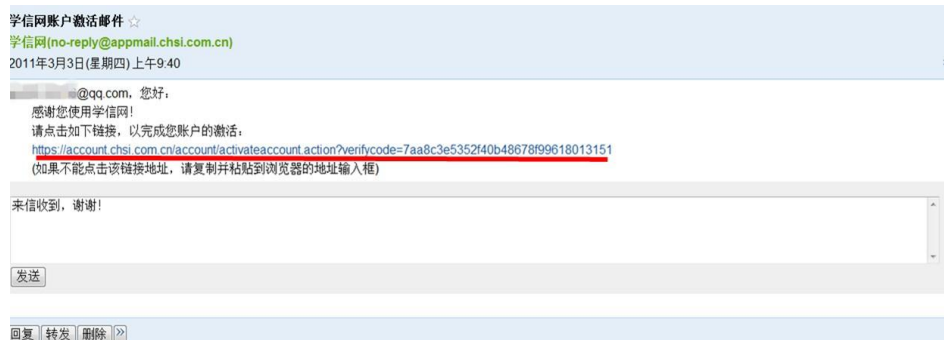 学信网账户激活邮件 ☆
学信网(no-reply@appmail.chsi.com.cn)
2011年3月3日(星期四) 上午9:40
@qq.com，您好：
感谢您使用学信网!
请点击如下链接，以完成您账户的激活：
https://account.chsi.com.cn/account/activateaccount.action?verifycode=7aa8c3e5352f40b48678f99618013151
(如果不能点击该链接地址，请复制并粘贴到浏览器的地址输入框)
来信收到，谢谢!
发送
回复 转发 删除 »